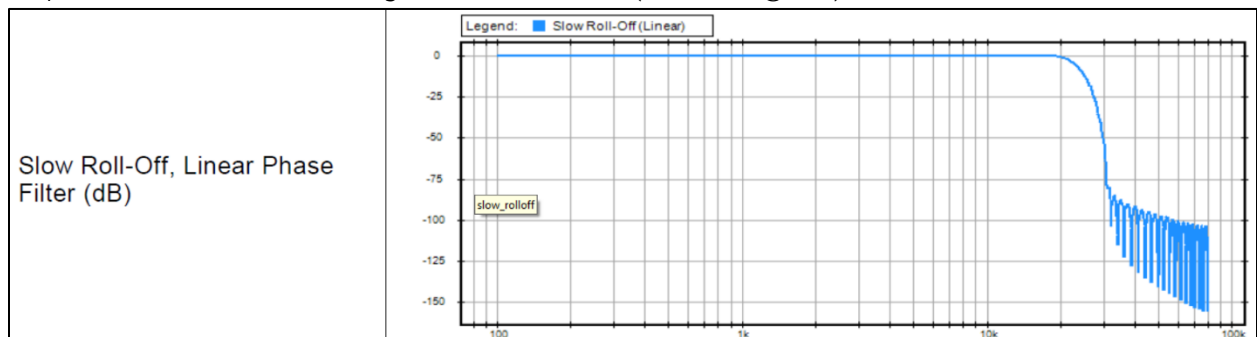 Legend: Slow Roll-Off (Linear)
0
-25
-50
Slow Roll-Off, Linear Phase
Filter (dB)
-75
slow_rolloff
-100
-125
-150
100 1k 10k 100k